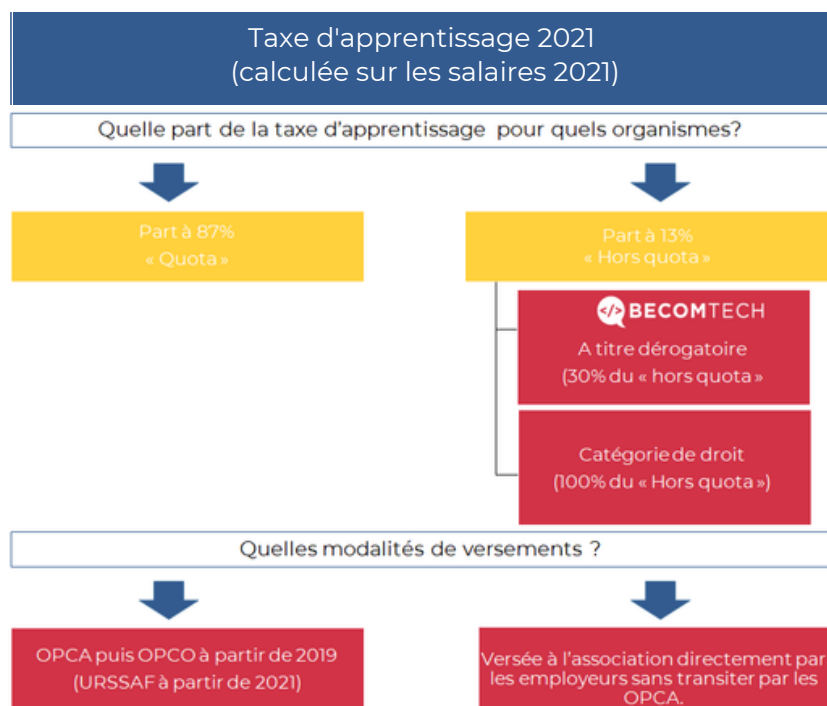 Taxe d'apprentissage 2021
(calculée sur les salaires 2021)
Quelle part de la taxe d'apprentissage pour quels organismes?
Part à 87%
« Quota »
Part à 13%
« Hors quota »
</> BECOMTECH
A titre dérogatoire
(30% du « hors quota »
Catégorie de droit
(100% du « Hors quota »)
Quelles modalités de versements ?
OPCA puis OPCO à partir de 2019
(URSSAF à partir de 2021)
Versée à l'association directement par
les employeurs sans transiter par les
OPCA.